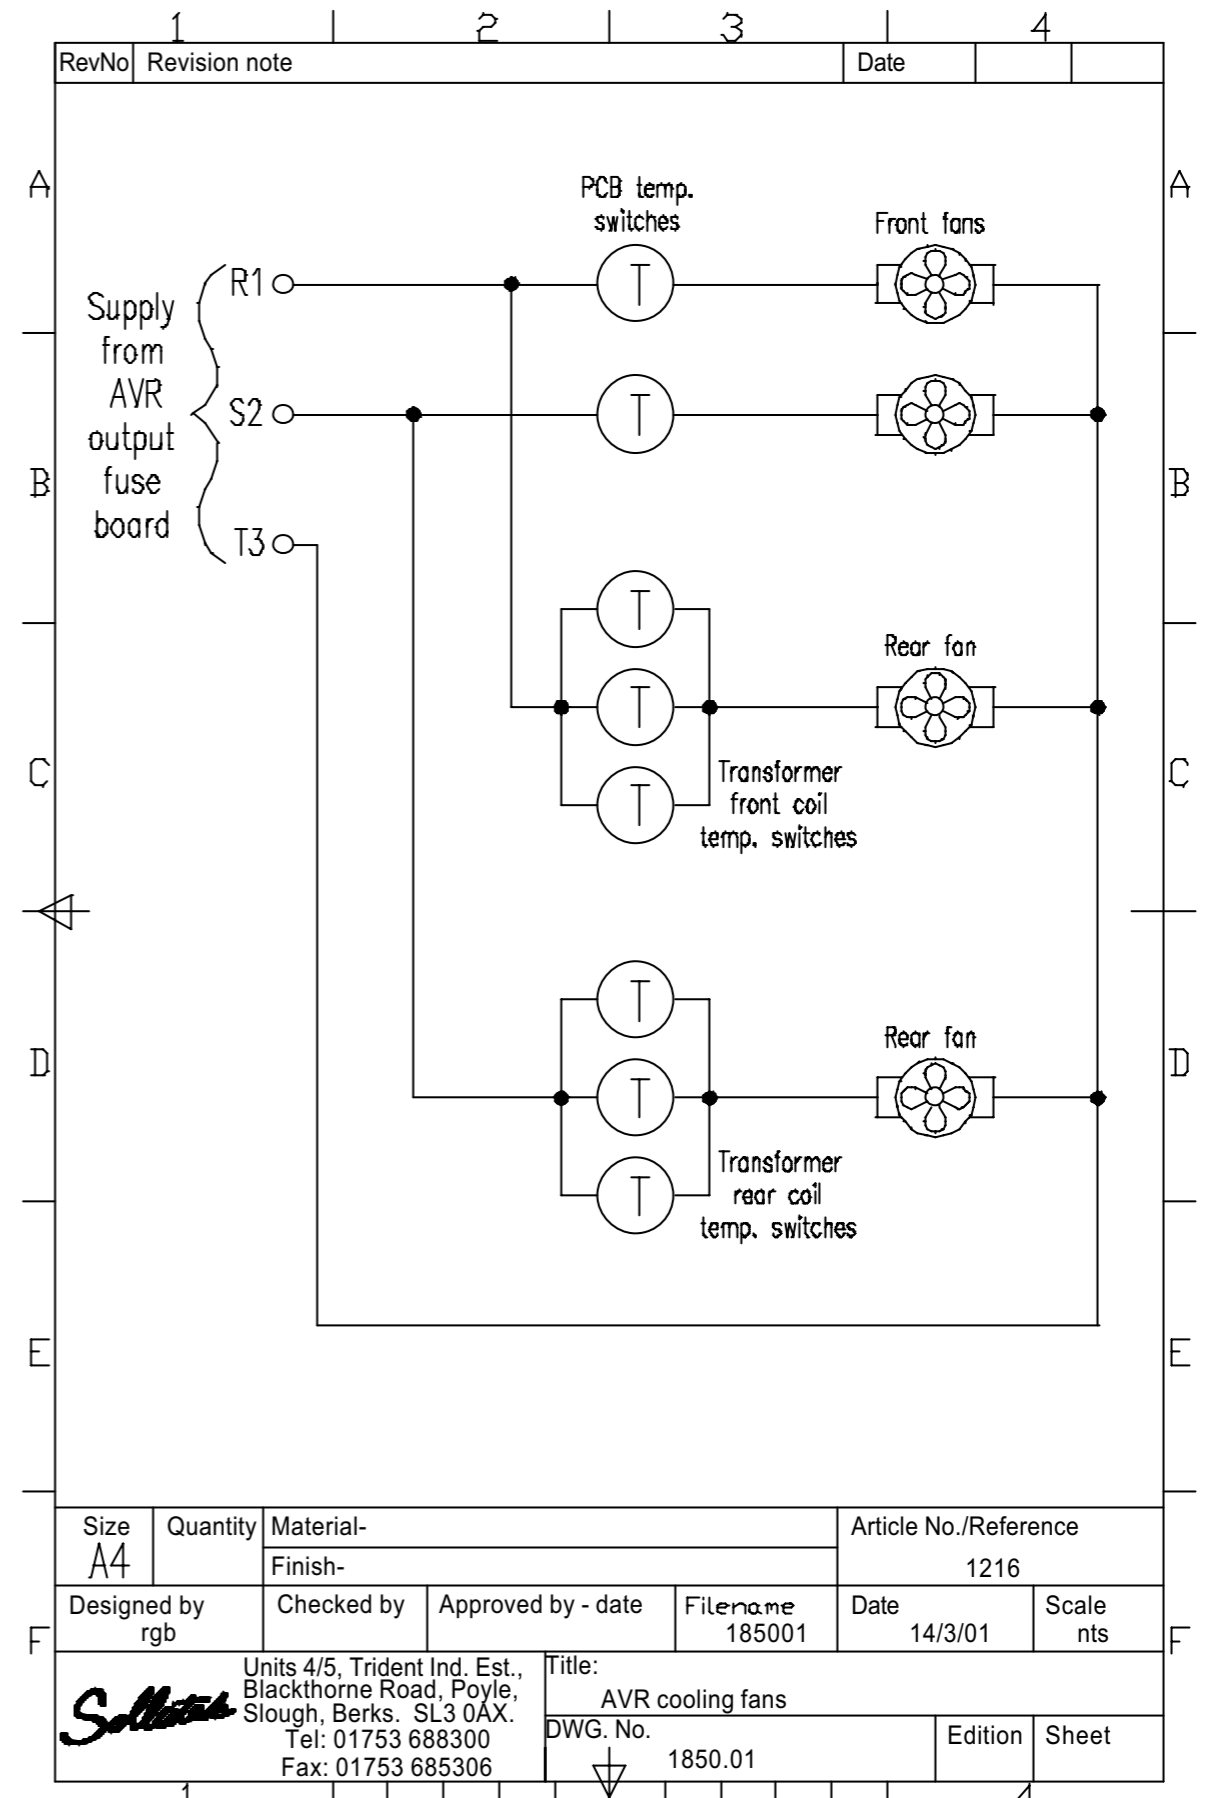 1 2 3 4
RevNo Revision note Date
A A
PCB temp.
switches
Front fans
R1
T
Supply
from
AVR
output
fuse
board
S2
T
B B
T3
T
Rear fan
T
C C
Transformer
front coil
temp. switches
T
T
Rear fan
D D
T
Transformer
rear coil
temp. switches
T
E E
Size Quantity Material- Article No./Reference
A4
Finish- 1216
Designed by Checked by Approved by - date Filename Date Scale
rgb 185001 14/3/01 nts
F F
Sollatek
Units 4/5, Trident Ind. Est.,
Blackthorne Road, Poyle,
Slough, Berks. SL3 0AX.
Tel: 01753 688300
Fax: 01753 685306
Title:
AVR cooling fans
DWG. No. Edition Sheet
1850.01
1 4